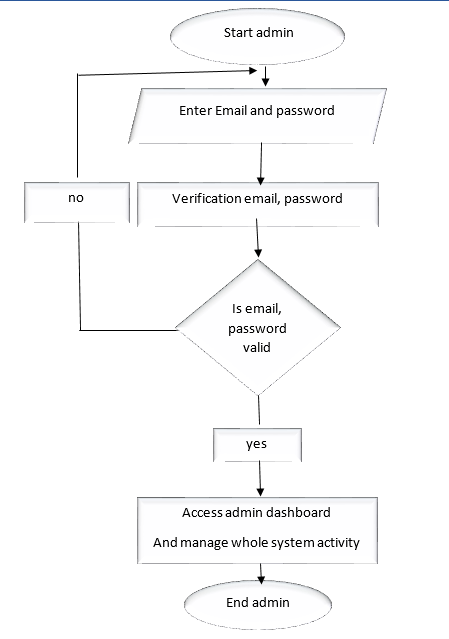 Start admin
Enter Email and password
no
Verification email, password
Is email,
password
valid
yes
Access admin dashboard
And manage whole system activity
End admin